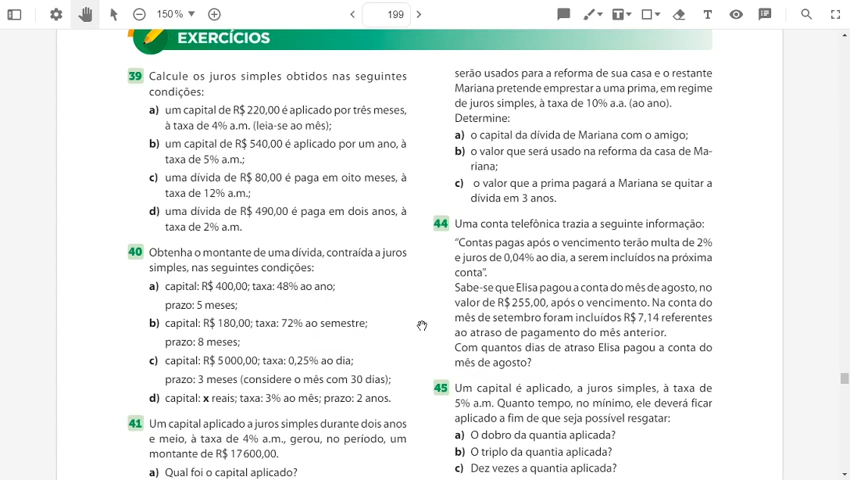 150%
199
EXERCÍCIOS
39 Calcule os juros simples obtidos nas seguintes
condições:
a) um capital de R$ 220,00 é aplicado por três meses,
à taxa de 4% a.m. (leia-se ao mês);
b) um capital de R$ 540,00 é aplicado por um ano, à
taxa de 5% a.m.;
c) uma dívida de R$ 80,00 é paga em oito meses, à
taxa de 12% a.m.;
d) uma dívida de R$ 490,00 é paga em dois anos, à
taxa de 2% a.m.
40 Obtenha o montante de uma dívida, contraída a juros
simples, nas seguintes condições:
a) capital: R$ 400,00; taxa: 48% ao ano;
prazo: 5 meses;
b) capital: R$ 180,00; taxa: 72% ao semestre;
prazo: 8 meses;
c) capital: R$ 5 000,00; taxa: 0,25% ao dia;
prazo: 3 meses (considere o mês com 30 dias);
d) capital: x reais; taxa: 3% ao mês; prazo: 2 anos.
41 Um capital aplicado a juros simples durante dois anos
e meio, à taxa de 4% a.m., gerou, no período, um
montante de R$ 17 600,00.
a) Qual foi o capital aplicado?
serão usados para a reforma de sua casa e o restante
Mariana pretende emprestar a uma prima, em regime
de juros simples, à taxa de 10% a.a. (ao ano).
Determine:
a) o capital da dívida de Mariana com o amigo;
b) o valor que será usado na reforma da casa de Ma-
riana;
c) o valor que a prima pagará a Mariana se quitar a
dívida em 3 anos.
44 Uma conta telefônica trazia a seguinte informação:
"Contas pagas após o vencimento terão multa de 2%
e juros de 0,04% ao dia, a serem incluídos na próxima
conta".
Sabe-se que Elisa pagou a conta do mês de agosto, no
valor de R$ 255,00, após o vencimento. Na conta do
mês de setembro foram incluídos R$ 7,14 referentes
ao atraso de pagamento do mês anterior.
Com quantos dias de atraso Elisa pagou a conta do
mês de agosto?
45 Um capital é aplicado, a juros simples, à taxa de
5% a.m. Quanto tempo, no mínimo, ele deverá ficar
aplicado a fim de que seja possível resgatar:
a) O dobro da quantia aplicada?
b) O triplo da quantia aplicada?
c) Dez vezes a quantia aplicada?